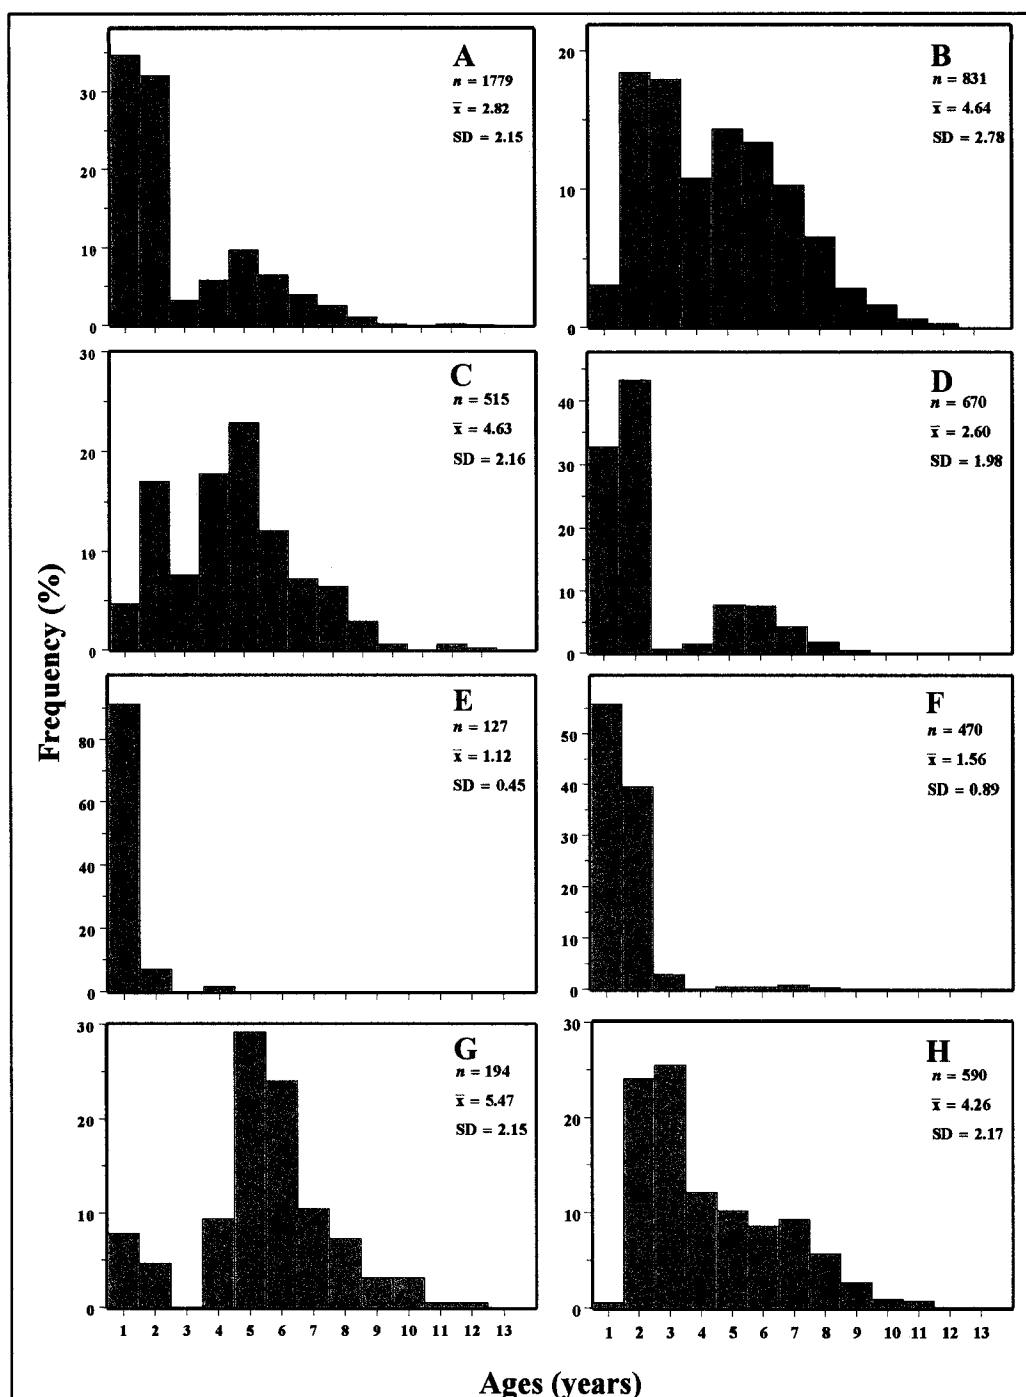 A
n = 1779
x̄ = 2.82
SD = 2.15
30
20
10
0
B
n = 831
x̄ = 4.64
SD = 2.78
20
10
0
C
n = 515
x̄ = 4.63
SD = 2.16
30
20
10
0
D
n = 670
x̄ = 2.60
SD = 1.98
40
30
20
10
0
E
n = 127
x̄ = 1.12
SD = 0.45
80
60
40
20
0
F
n = 470
x̄ = 1.56
SD = 0.89
50
40
30
20
10
0
G
n = 194
x̄ = 5.47
SD = 2.15
30
20
10
0
1 2 3 4 5 6 7 8 9 10 11 12 13
H
n = 590
x̄ = 4.26
SD = 2.17
30
20
10
0
1 2 3 4 5 6 7 8 9 10 11 12 13
Frequency (%)
Ages (years)